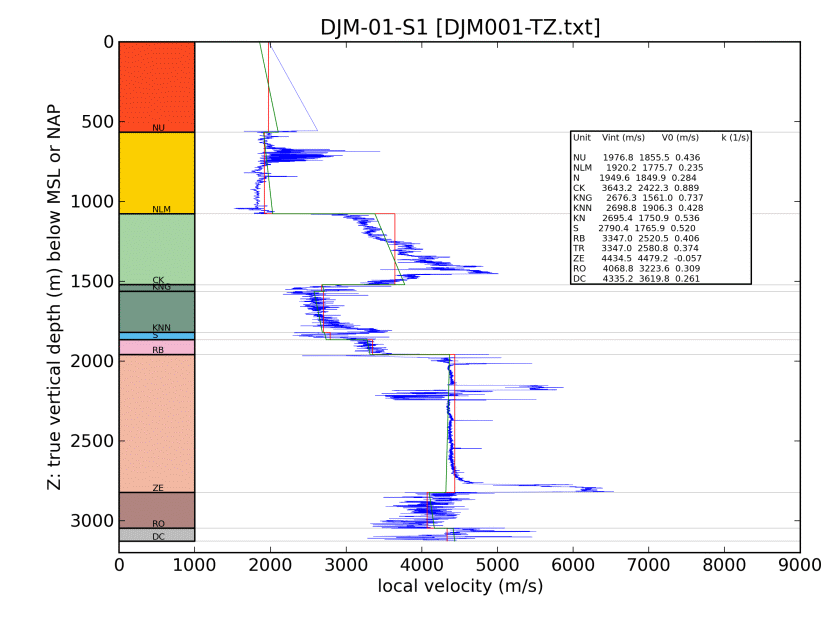 DJM-01-S1 [DJM001-TZ.txt]
0
500
1000
1500
2000
2500
3000
Z: true vertical depth (m) below MSL or NAP
NU
NLM
CK
KNG
KNN
S
RB
ZE
RO
DC
Unit Vint (m/s) V0 (m/s) k (1/s)
NU 1976.8 1855.5 0.436
NLM 1920.2 1775.7 0.235
N 1949.6 1849.9 0.284
CK 3643.2 2422.3 0.889
KNG 2676.3 1561.0 0.737
KNN 2698.8 1906.3 0.428
KN 2695.4 1750.9 0.536
S 2790.4 1765.9 0.520
RB 3347.0 2520.5 0.406
TR 3347.0 2580.8 0.374
ZE 4434.5 4479.2 -0.057
RO 4068.8 3223.6 0.309
DC 4335.2 3619.8 0.261
0 1000 2000 3000 4000 5000 6000 7000 8000 9000
local velocity (m/s)